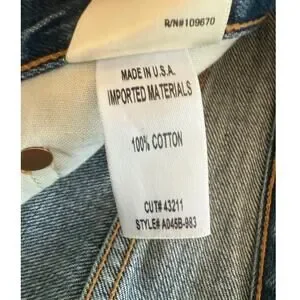 R/N#109670
MADE IN U.S.A.
IMPORTED MATERIALS
100% COTTON
CUT# 43211
STYLE# A045B-983